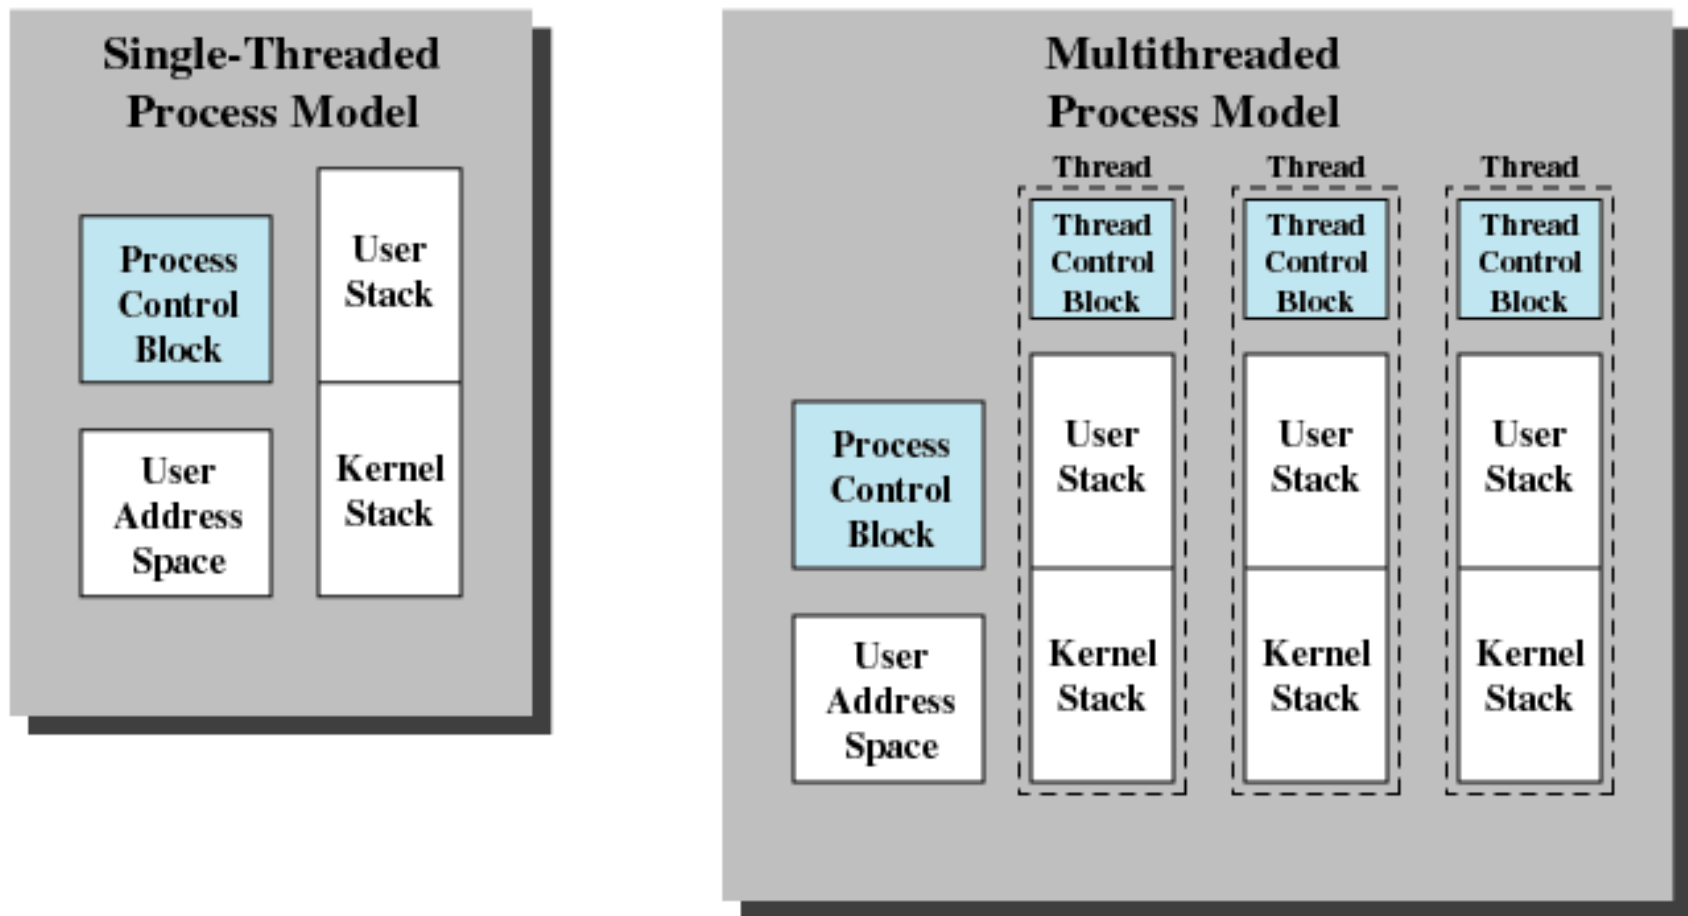 Single-Threaded
Process Model
Process
Control
Block
User
Stack
User
Address
Space
Kernel
Stack
Multithreaded
Process Model
Thread
Thread
Thread
Thread
Control
Block
Thread
Control
Block
Thread
Control
Block
Process
Control
Block
User
Stack
User
Stack
User
Stack
User
Address
Space
Kernel
Stack
Kernel
Stack
Kernel
Stack